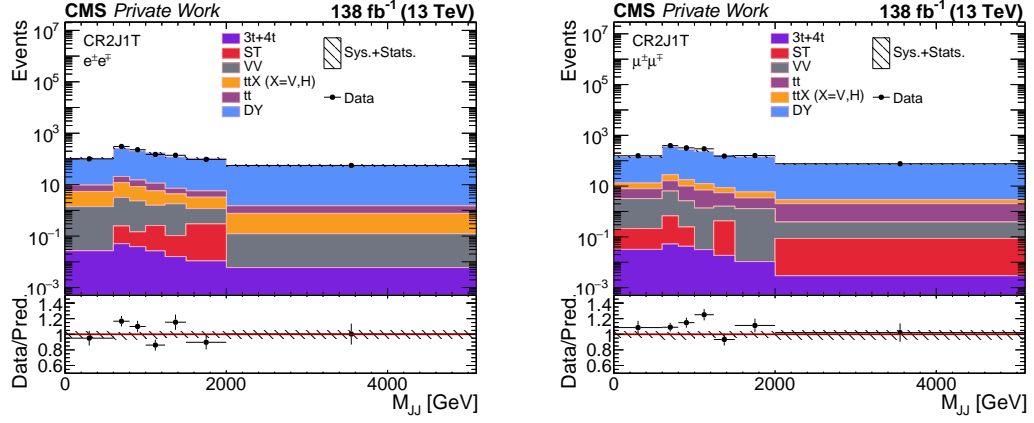 CMS Private Work 138 fb⁻¹ (13 TeV)
Events
10⁷
10⁵
10³
10
10⁻¹
10⁻³
CR2J1T
e±e∓
3t+4t
ST
VV
ttX (X=V,H)
tt
DY
Sys.+Stats.
Data
Data/Pred.
1.4
1.2
1.0
0.8
0.6
0 2000 4000
M_JJ [GeV]
CMS Private Work 138 fb⁻¹ (13 TeV)
Events
10⁷
10⁵
10³
10
10⁻¹
10⁻³
CR2J1T
μ±μ∓
3t+4t
ST
VV
tt
ttX (X=V,H)
DY
Sys.+Stats.
Data
Data/Pred.
1.4
1.2
1.0
0.8
0.6
0 2000 4000
M_JJ [GeV]